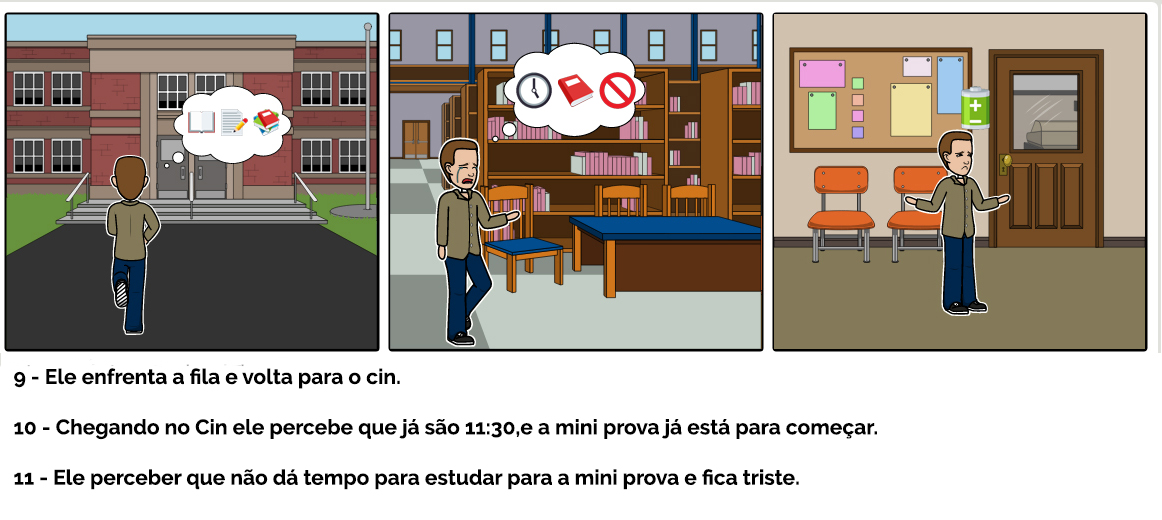 9 - Ele enfrenta a fila e volta para o cin.
10 - Chegando no Cin ele percebe que já são 11:30,e a mini prova já está para começar.
11 - Ele perceber que não dá tempo para estudar para a mini prova e fica triste.